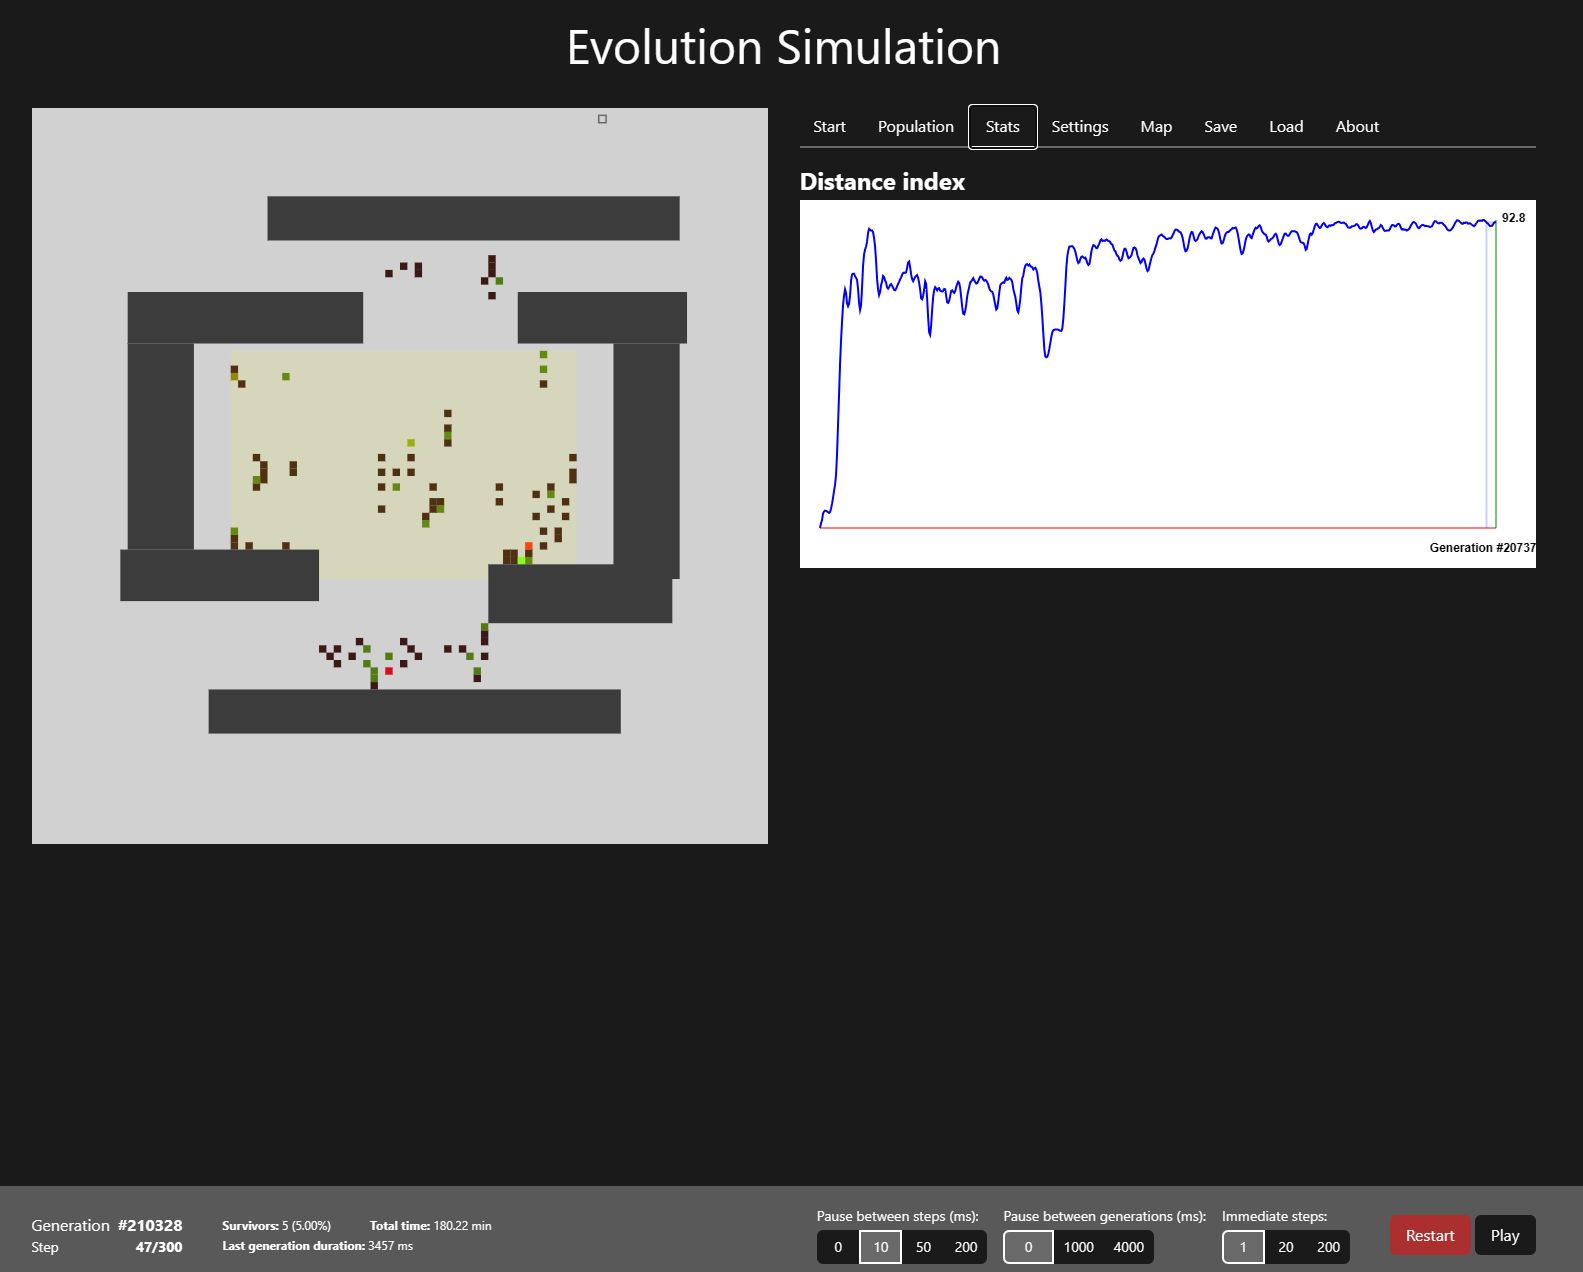 Evolution Simulation
Start Population Stats Settings Map Save Load About
Distance index
92.8
Generation #20737
Generation #210328
Step 47/300
Survivors: 5 (5.00%) Total time: 180.22 min
Last generation duration: 3457 ms
Pause between steps (ms):
0 10 50 200
Pause between generations (ms):
0 1000 4000
Immediate steps:
1 20 200
Restart Play